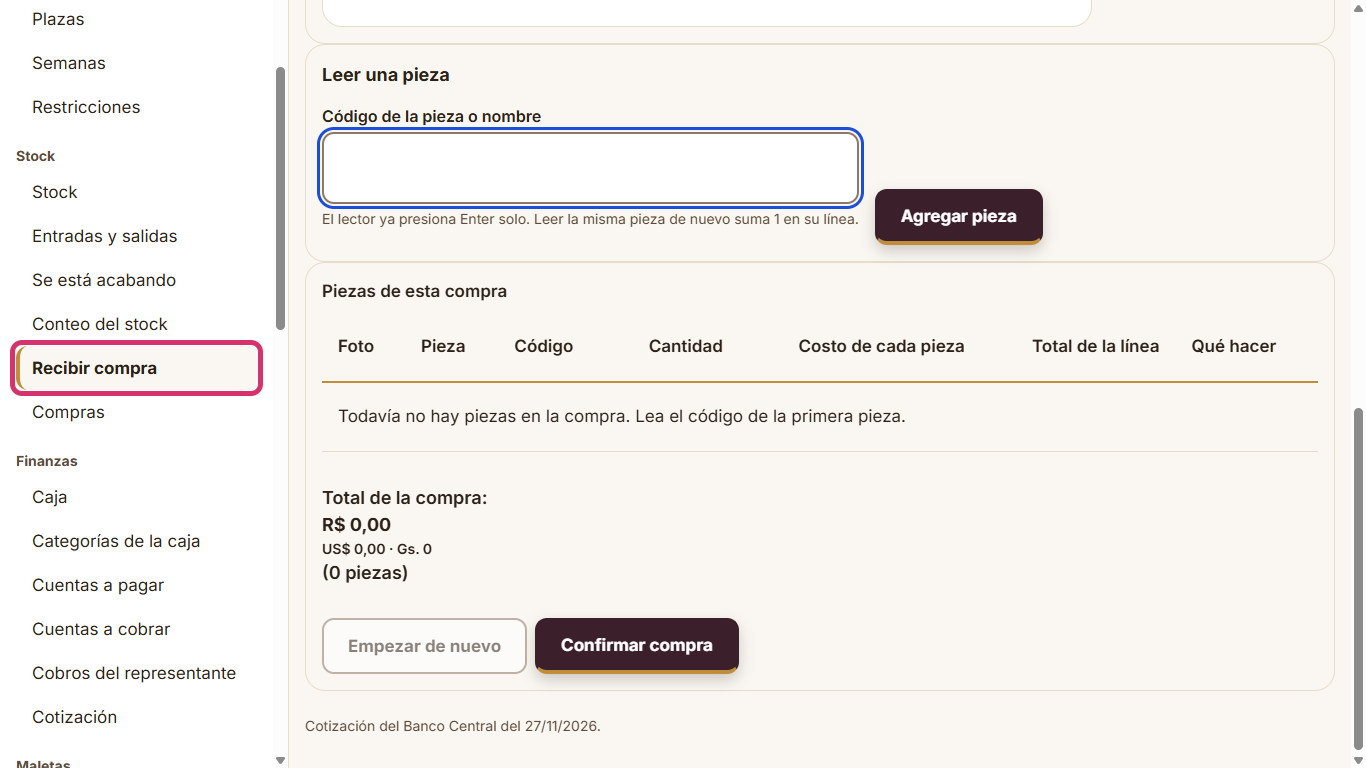 Plazas
Semanas
Restricciones
Stock
Stock
Entradas y salidas
Se está acabando
Conteo del stock
Recibir compra
Compras
Finanzas
Caja
Categorías de la caja
Cuentas a pagar
Cuentas a cobrar
Cobros del representante
Cotización
Maletas
Leer una pieza
Código de la pieza o nombre
El lector ya presiona Enter solo. Leer la misma pieza de nuevo suma 1 en su línea.
Agregar pieza
Piezas de esta compra
Foto Pieza Código Cantidad Costo de cada pieza Total de la línea Qué hacer
Todavía no hay piezas en la compra. Lea el código de la primera pieza.
Total de la compra:
R$ 0,00
US$ 0,00 · Gs. 0
(0 piezas)
Empezar de nuevo Confirmar compra
Cotización del Banco Central del 27/11/2026.